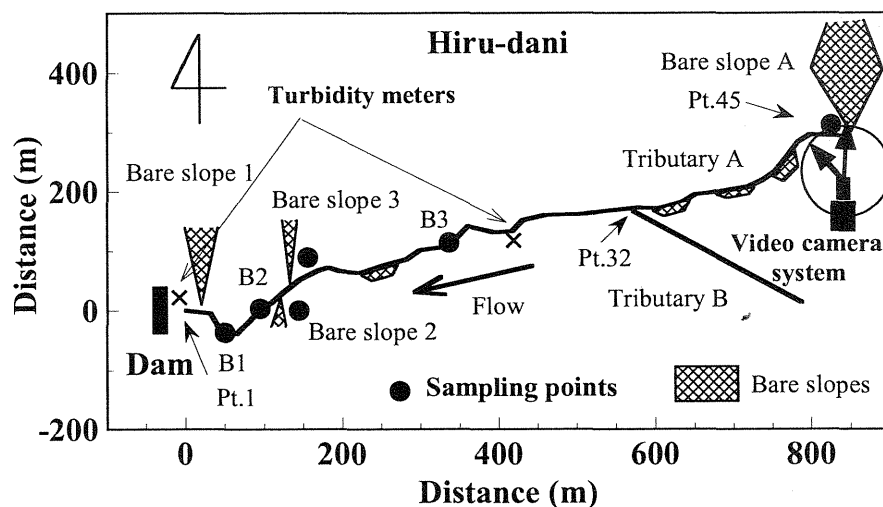 Hiru-dani
Bare slope A
400
Pt.45
Turbidity meters
Tributary A
Bare slope 1
Bare slope 3
200
B3
Video camera
system
Pt.32
B2
Tributary B
Flow
0
Bare slope 2
B1
Dam
Pt.1
Sampling points
Bare slopes
-200
0
200
400
600
800
Distance (m)
Distance (m)